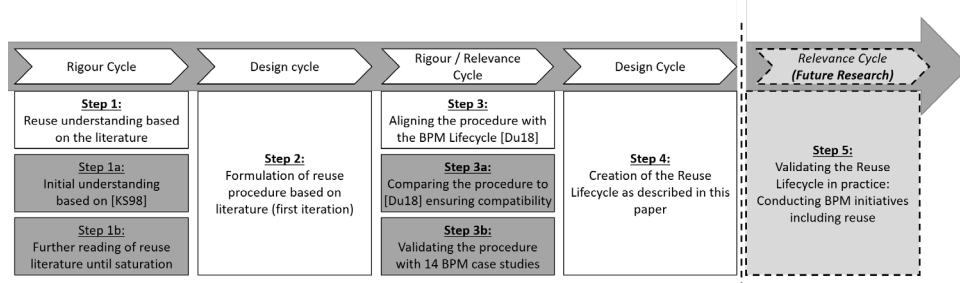 Rigour Cycle
Design cycle
Rigour / Relevance
Cycle
Design Cycle
Relevance Cycle
(Future Research)
Step 1:
Reuse understanding based
on the literature
Step 1a:
Initial understanding
based on [KS98]
Step 1b:
Further reading of reuse
literature until saturation
Step 2:
Formulation of reuse
procedure based on
literature (first iteration)
Step 3:
Aligning the procedure with
the BPM Lifecycle [Du18]
Step 3a:
Comparing the procedure to
[Du18] ensuring compatibility
Step 3b:
Validating the procedure
with 14 BPM case studies
Step 4:
Creation of the Reuse
Lifecycle as described in this
paper
Step 5:
Validating the Reuse
Lifecycle in practice:
Conducting BPM initiatives
including reuse